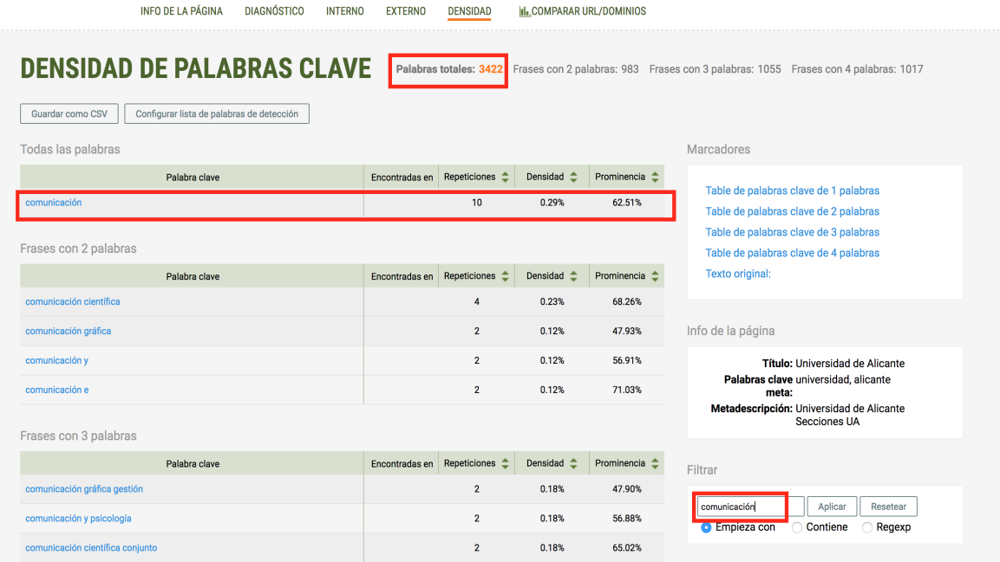 INFO DE LA PÁGINA DIAGNÓSTICO INTERNO EXTERNO DENSIDAD COMPARAR URL/DOMINIOS
DENSIDAD DE PALABRAS CLAVE Palabras totales: 3422 Frases con 2 palabras: 983 Frases con 3 palabras: 1055 Frases con 4 palabras: 1017
Guardar como CSV Configurar lista de palabras de detección
Todas las palabras
Palabra clave Encontradas en Repeticiones Densidad Prominencia
comunicación 10 0.29% 62.51%
Frases con 2 palabras
Palabra clave Encontradas en Repeticiones Densidad Prominencia
comunicación científica 4 0.23% 68.26%
comunicación gráfica 2 0.12% 47.93%
comunicación y 2 0.12% 56.91%
comunicación e 2 0.12% 71.03%
Frases con 3 palabras
Palabra clave Encontradas en Repeticiones Densidad Prominencia
comunicación gráfica gestión 2 0.18% 47.90%
comunicación y psicología 2 0.18% 56.88%
comunicación científica conjunto 2 0.18% 65.02%
Marcadores
Table de palabras clave de 1 palabras
Table de palabras clave de 2 palabras
Table de palabras clave de 3 palabras
Table de palabras clave de 4 palabras
Texto original:
Info de la página
Título: Universidad de Alicante
Palabras clave universidad, alicante
meta:
Metadescripción: Universidad de Alicante
Secciones UA
Filtrar
comunicación Aplicar Resetear
Empieza con Contiene Regexp